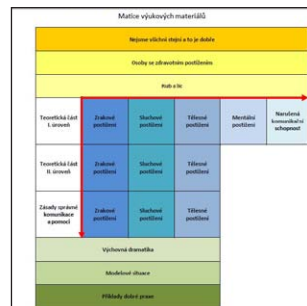 Matice výukových materiálů
Nejsme všichni stejní a to je dobře
Osoby se zdravotním postižením
Kub a lo
Teoretická část
I. úroveň
Zrakové
postižení
Sluchové
postižení
Tělesné
postižení
Mentální
postižení
Narušená
komunikační
schopnost
Teoretická část
II. úroveň
Zrakové
postižení
Sluchové
postižení
Tělesné
postižení
Zásady správné
komunikace
a pomoci
Zrakové
postižení
Sluchové
postižení
Tělesné
postižení
Výchovná dramatika
Modelové situace
Příklady dobré praxe